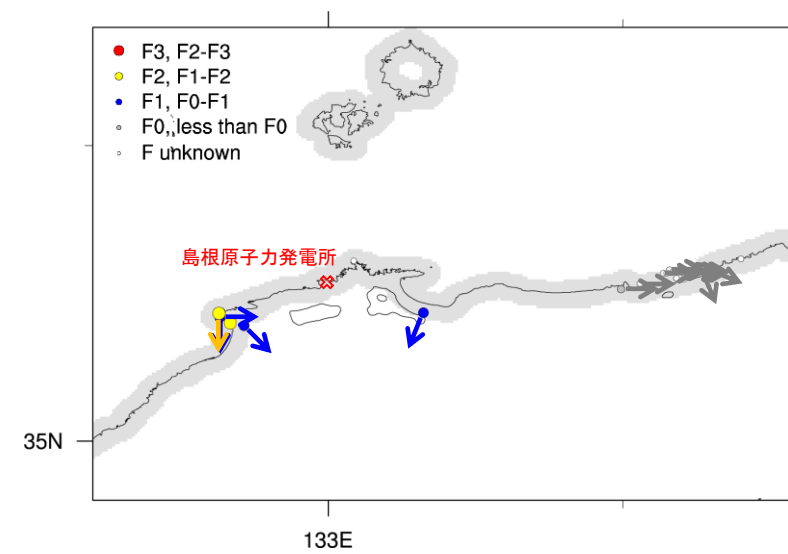 F3, F2-F3
F2, F1-F2
F1, F0-F1
F0, less than F0
F unknown
島根原子力発電所
35N
133E